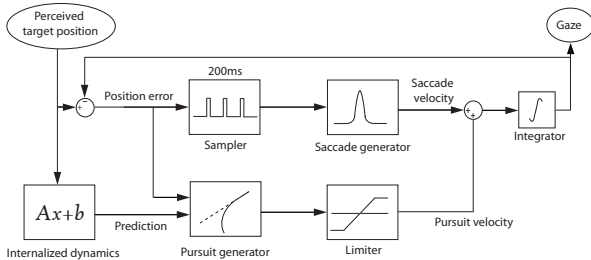 Perceived
target position
Gaze
200ms
Position error
Saccade
velocity
Sampler
Saccade generator
Integrator
Ax+b
Prediction
Pursuit velocity
Internalized dynamics
Pursuit generator
Limiter